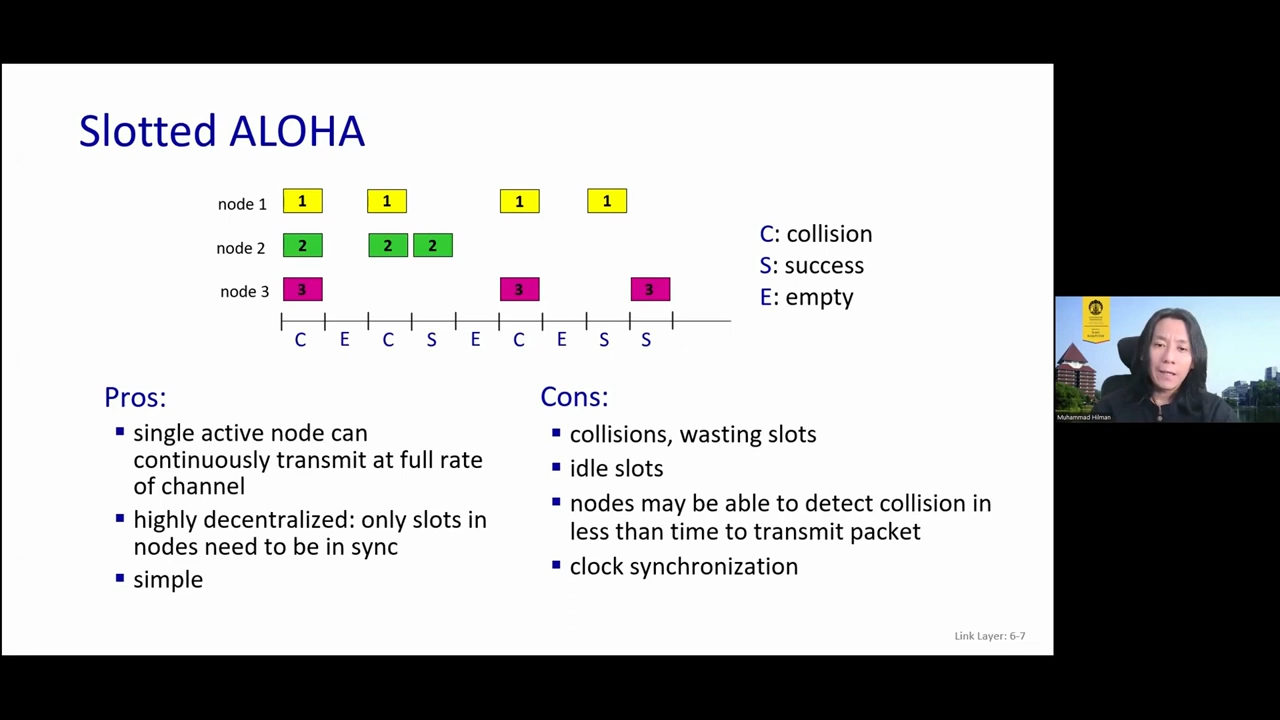 Slotted ALOHA
node 1
1
1
1
1
node 2
2
2
2
node 3
3
3
3
C E C S E C E S S
C: collision
S: success
E: empty
Pros:
single active node can
continuously transmit at full rate
of channel
highly decentralized: only slots in
nodes need to be in sync
simple
Cons:
collisions, wasting slots
idle slots
nodes may be able to detect collision in
less than time to transmit packet
clock synchronization
Link Layer: 6-7
Muhammad Hilman